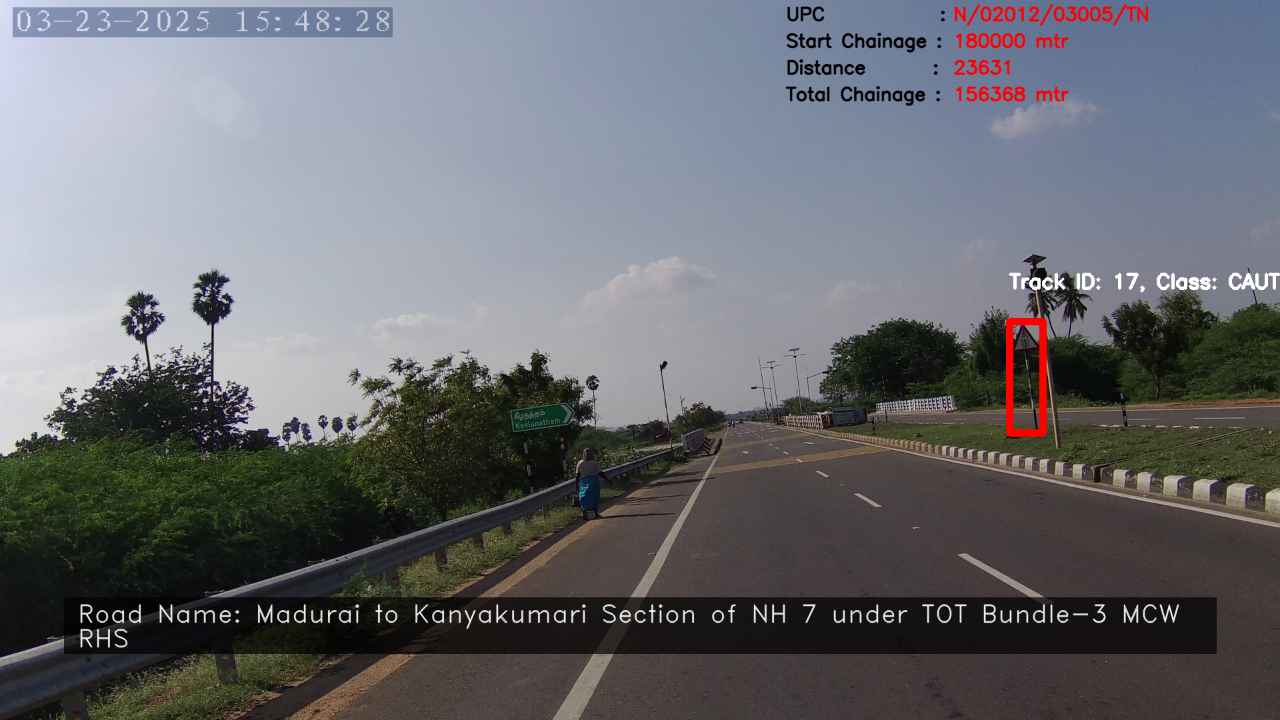 03-23-2025 15:48:28
UPC : N/02012/03005/TN
Start Chainage : 180000 mtr
Distance : 23631
Total Chainage : 156368 mtr
Track ID: 17, Class: CAUT
Keelanatham
Road Name: Madurai to Kanyakumari Section of NH 7 under TOT Bundle-3 MCW
RHS